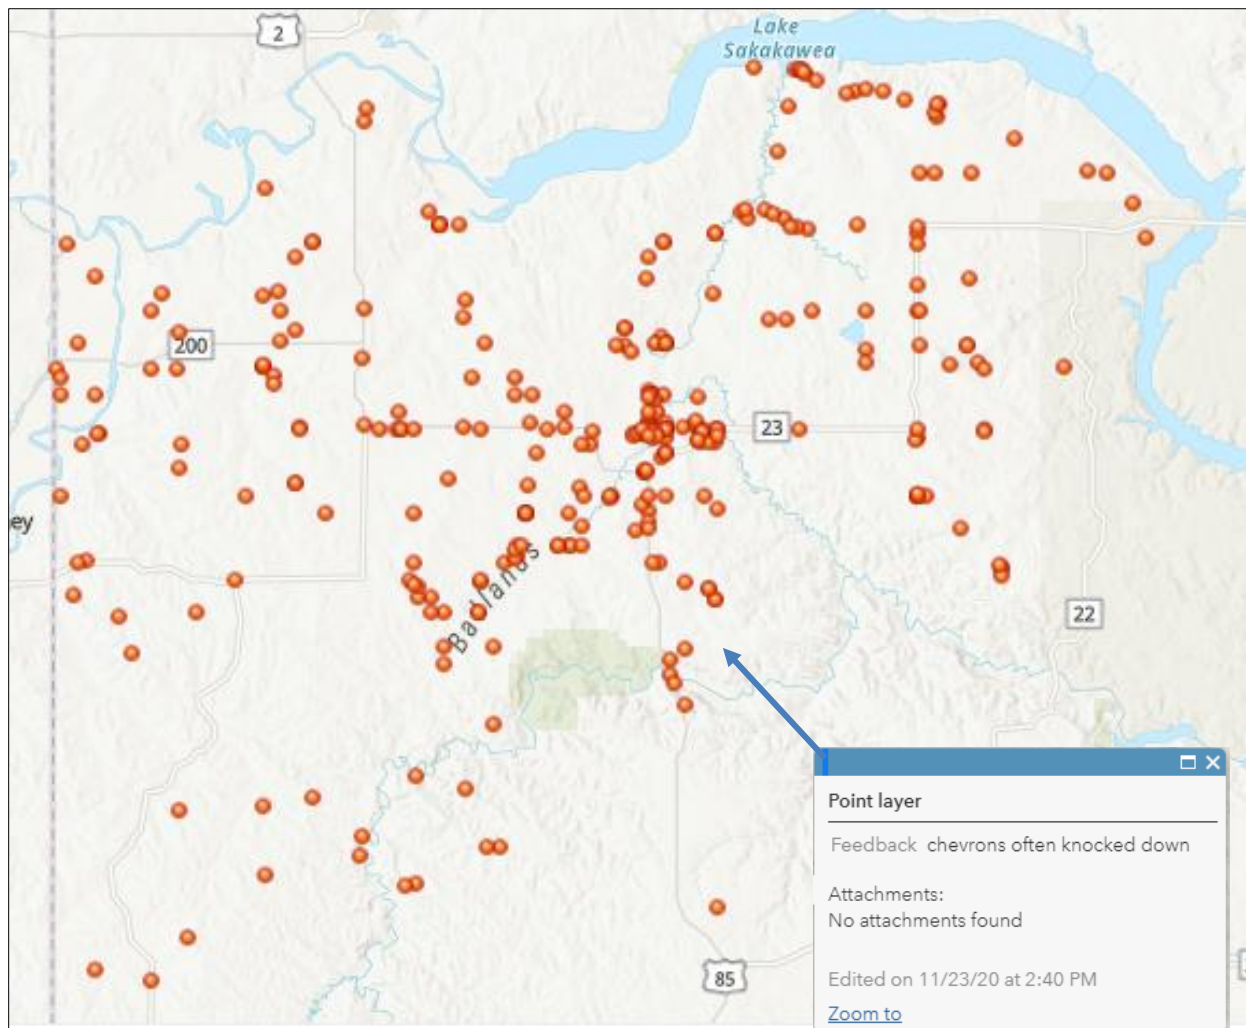 2
Lake
Sakakawea
200
23
ey
Badlands
22
Point layer
Feedback chevrons often knocked down
Attachments:
No attachments found
85
Edited on 11/23/20 at 2:40 PM
Zoom to